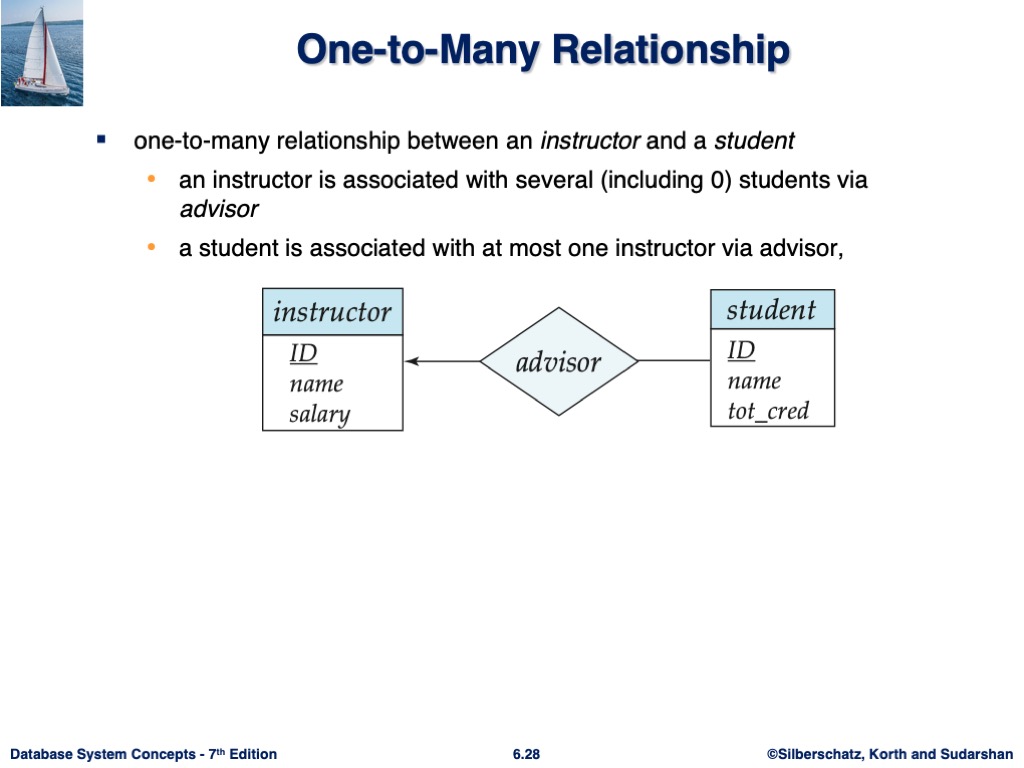 One-to-Many Relationship
one-to-many relationship between an instructor and a student
an instructor is associated with several (including 0) students via
advisor
a student is associated with at most one instructor via advisor,
instructor
ID
name
salary
advisor
student
ID
name
tot_cred
Database System Concepts - 7th Edition
6.28
©Silberschatz, Korth and Sudarshan